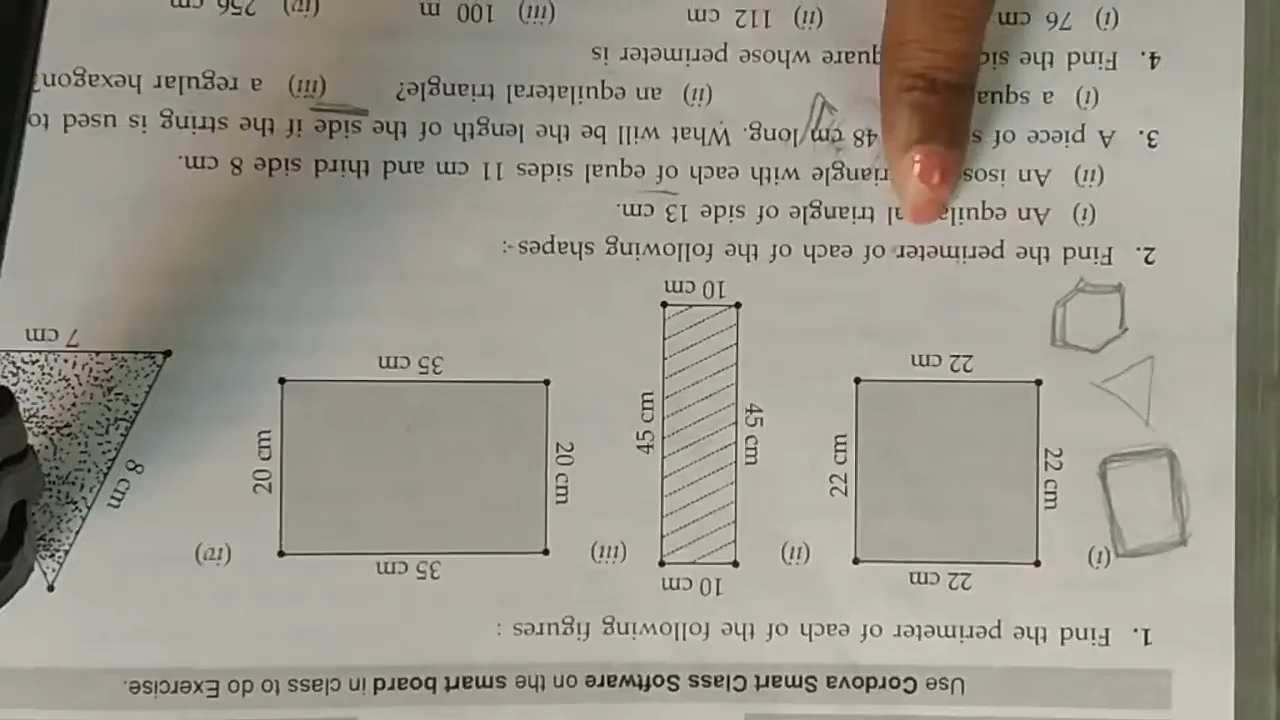 Use Cordova Smart Class Software on the smart board in class to do Exercise.
1. Find the perimeter of each of the following figures :
(i) 22 cm 22 cm 22 cm 22 cm
(ii) 10 cm 45 cm 45 cm 10 cm
(iii) 35 cm 20 cm 20 cm 35 cm
(iv) 8 cm 7 cm
2. Find the perimeter of each of the following shapes :
(i) An al triangle of side 13 cm.
(ii) An with each of equal sides 11 cm and third side 8 cm.
3. A piece of 48 cm long. What will be the length of the side if the string is used to
(i) a (ii) an equilateral triangle? (iii) a regular hexagon?
4. Find the whose perimeter is
(i) 76 cm (ii) 112 cm (iii) 100 m (iv) 256 cm